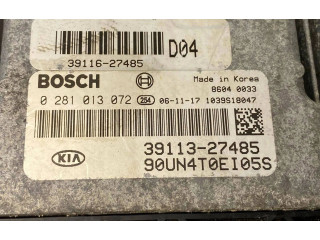 39116-27485 D04
BOSCH Made in Korea
0 281 013 072 254 06-11-17 1039S18047
8604 0033
39113-27485
KIA 90UN4T0EI05S